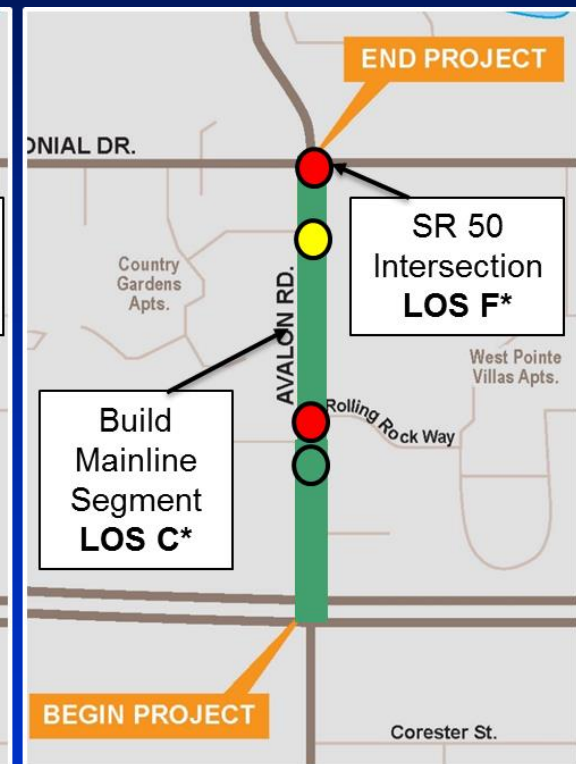 END PROJECT
ONIAL DR.
SR 50
Intersection
LOS F*
Country
Gardens
Apts.
AVALON RD.
West Pointe
Villas Apts.
Build
Mainline
Segment
LOS C*
Rolling Rock Way
BEGIN PROJECT
Corester St.